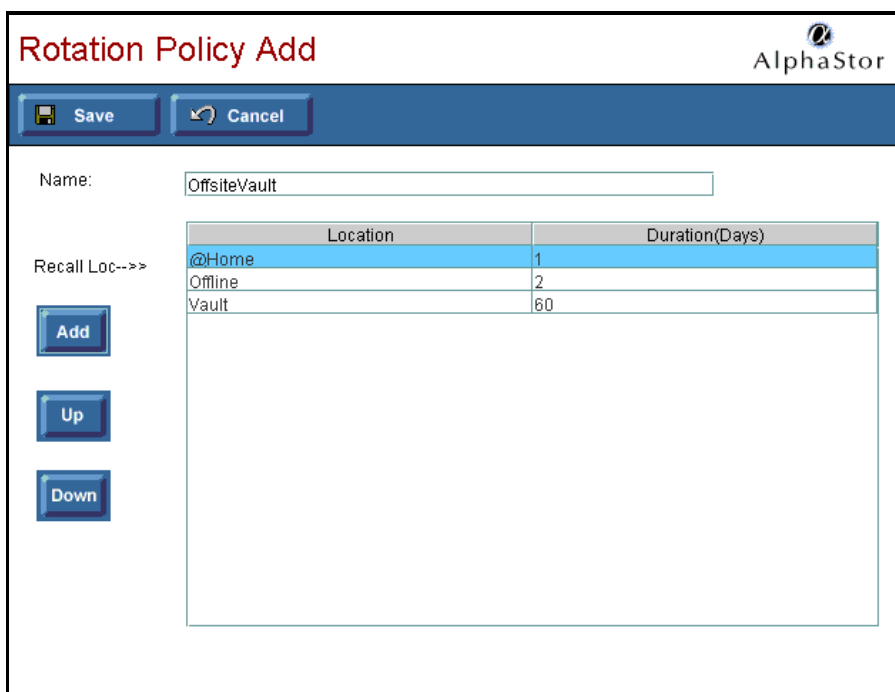 Rotation Policy Add
α
AlphaStor
Save Cancel
Name: OffsiteVault
Location Duration(Days)
Recall Loc-->> @Home 1
Offline 2
Vault 60
Add
Up
Down